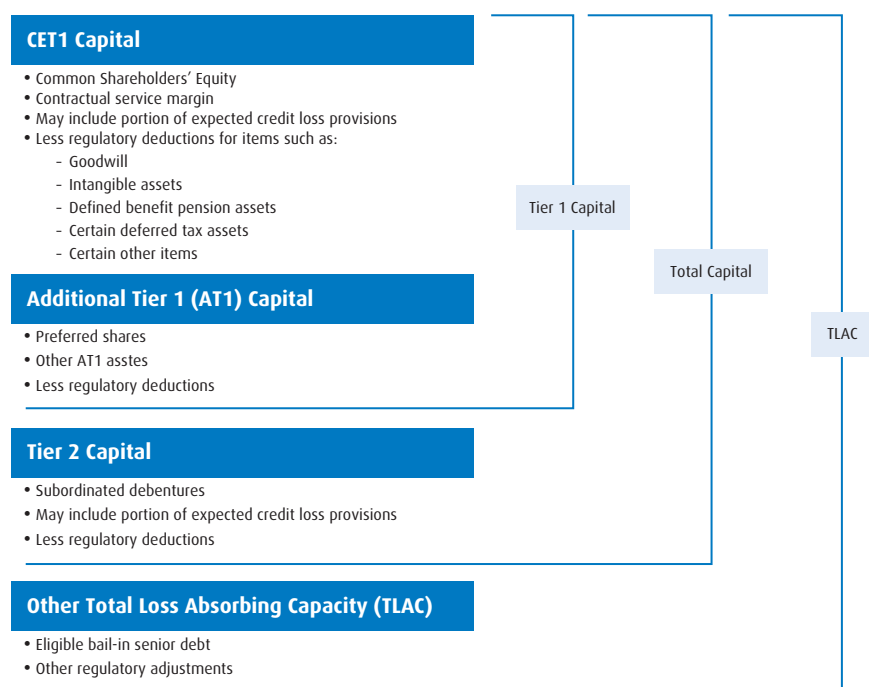 CET1 Capital
• Common Shareholders’ Equity
• Contractual service margin
• May include portion of expected credit loss provisions
• Less regulatory deductions for items such as:
– Goodwill
– Intangible assets
– Defined benefit pension assets
– Certain deferred tax assets
– Certain other items
Tier 1 Capital
Additional Tier 1 (AT1) Capital
• Preferred shares
• Other AT1 asstes
• Less regulatory deductions
Total Capital
TLAC
Tier 2 Capital
• Subordinated debentures
• May include portion of expected credit loss provisions
• Less regulatory deductions
Other Total Loss Absorbing Capacity (TLAC)
• Eligible bail-in senior debt
• Other regulatory adjustments